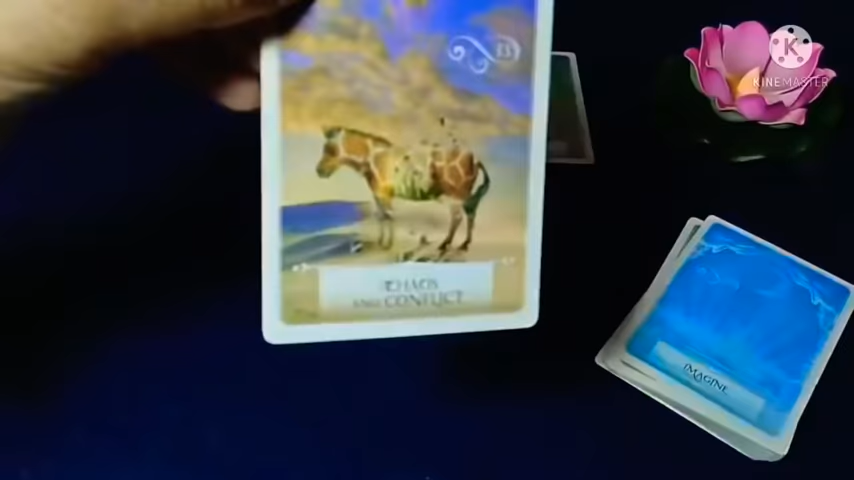 13
CHAOS
AND CONFLICT
K
KINEMASTER
IMAGINE